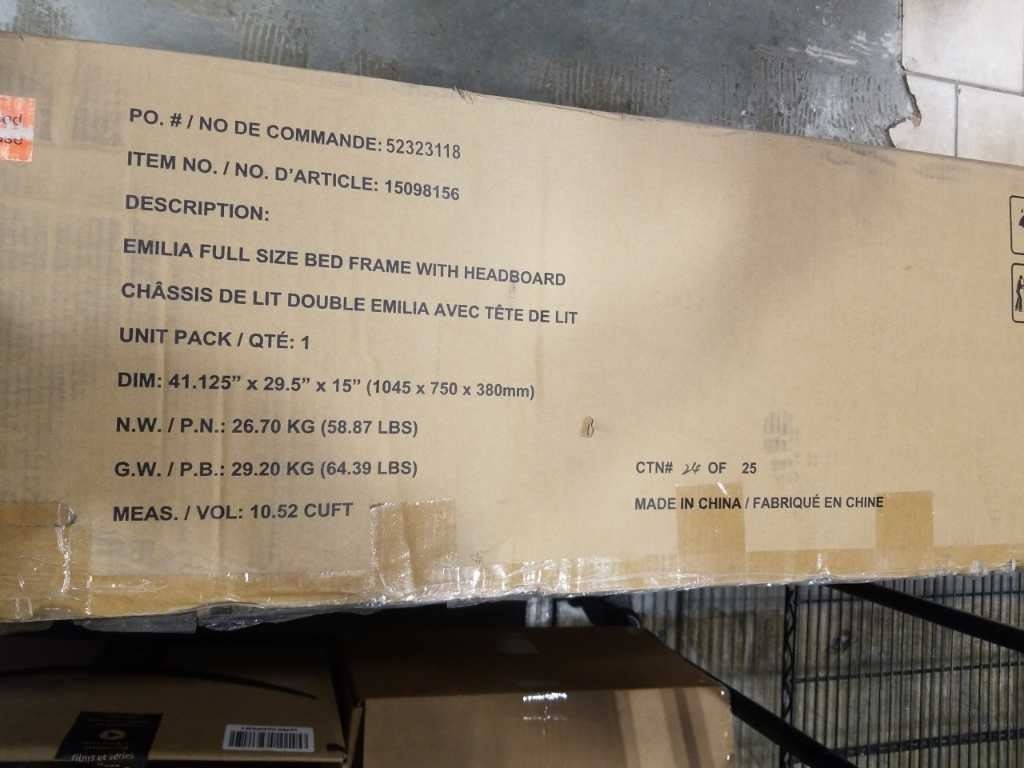 PO. # / NO DE COMMANDE: 52323118
ITEM NO. / NO. D'ARTICLE: 15098156
DESCRIPTION:
EMILIA FULL SIZE BED FRAME WITH HEADBOARD
CHÂSSIS DE LIT DOUBLE EMILIA AVEC TÊTE DE LIT
UNIT PACK / QTÉ: 1
DIM: 41.125” x 29.5” x 15” (1045 x 750 x 380mm)
N.W. / P.N.: 26.70 KG (58.87 LBS)
G.W. / P.B.: 29.20 KG (64.39 LBS)
MEAS. / VOL: 10.52 CUFT
CTN# 24 OF 25
MADE IN CHINA / FABRIQUÉ EN CHINE
films et séries